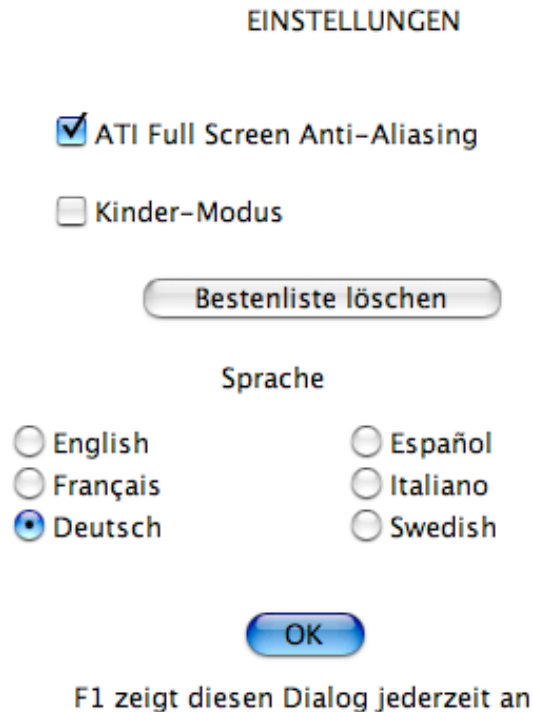 EINSTELLUNGEN
ATI Full Screen Anti-Aliasing
Kinder-Modus
Bestenliste löschen
Sprache
English
Español
Français
Italiano
Deutsch
Swedish
OK
F1 zeigt diesen Dialog jederzeit an